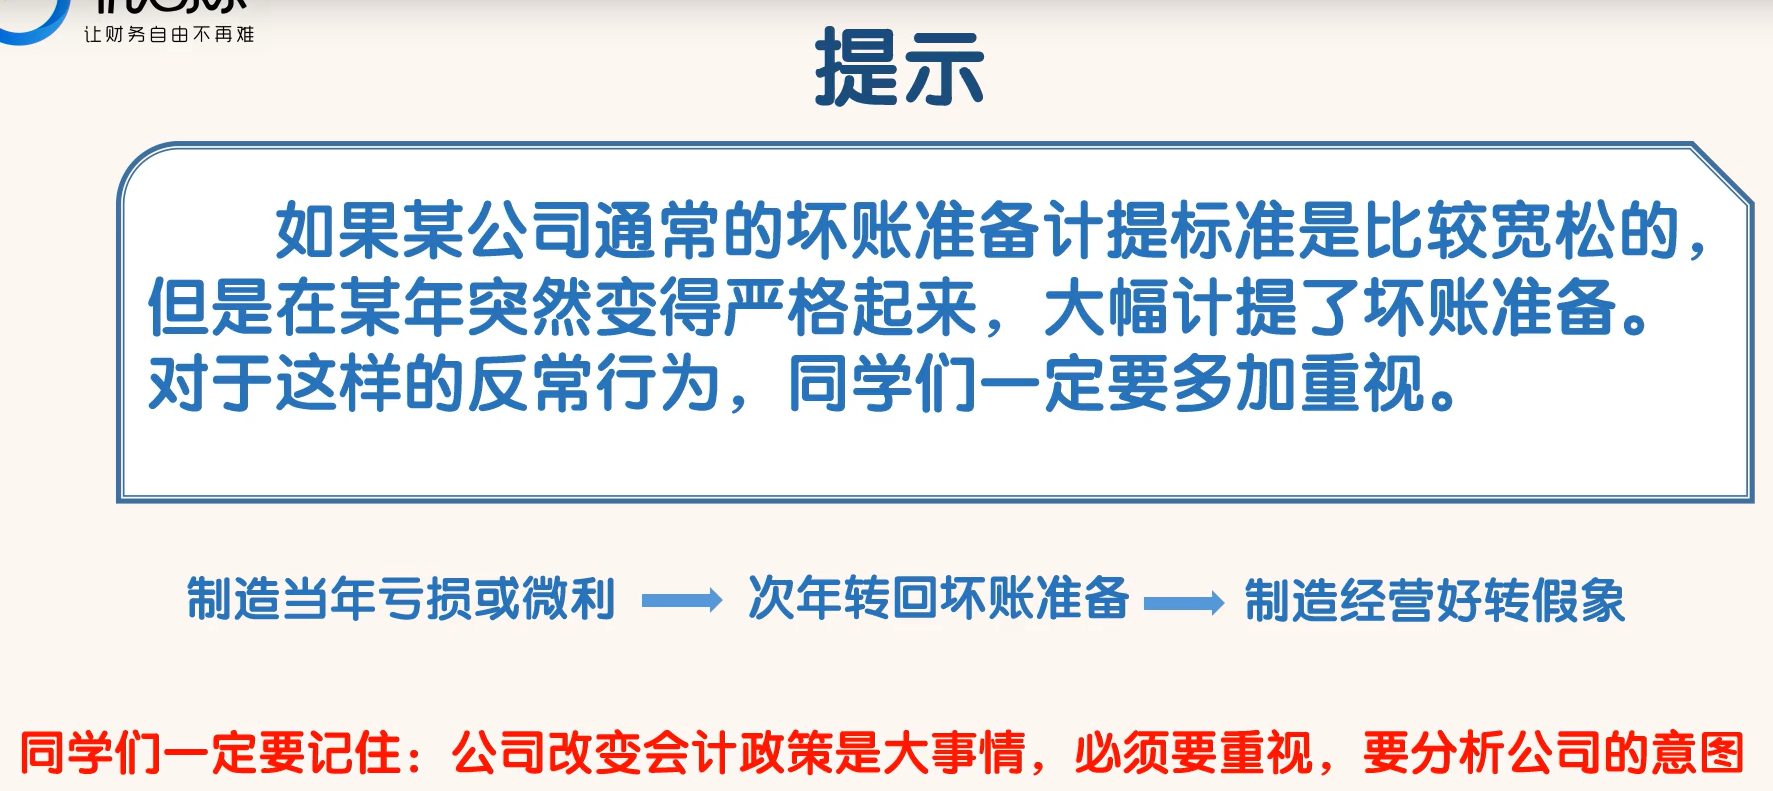 让财务自由不再难
提示
如果某公司通常的坏账准备计提标准是比较宽松的，
但是在某年突然变得严格起来，大幅计提了坏账准备。
对于这样的反常行为，同学们一定要多加重视。
制造当年亏损或微利 → 次年转回坏账准备 → 制造经营好转假象
同学们一定要记住：公司改变会计政策是大事情，必须要重视，要分析公司的意图